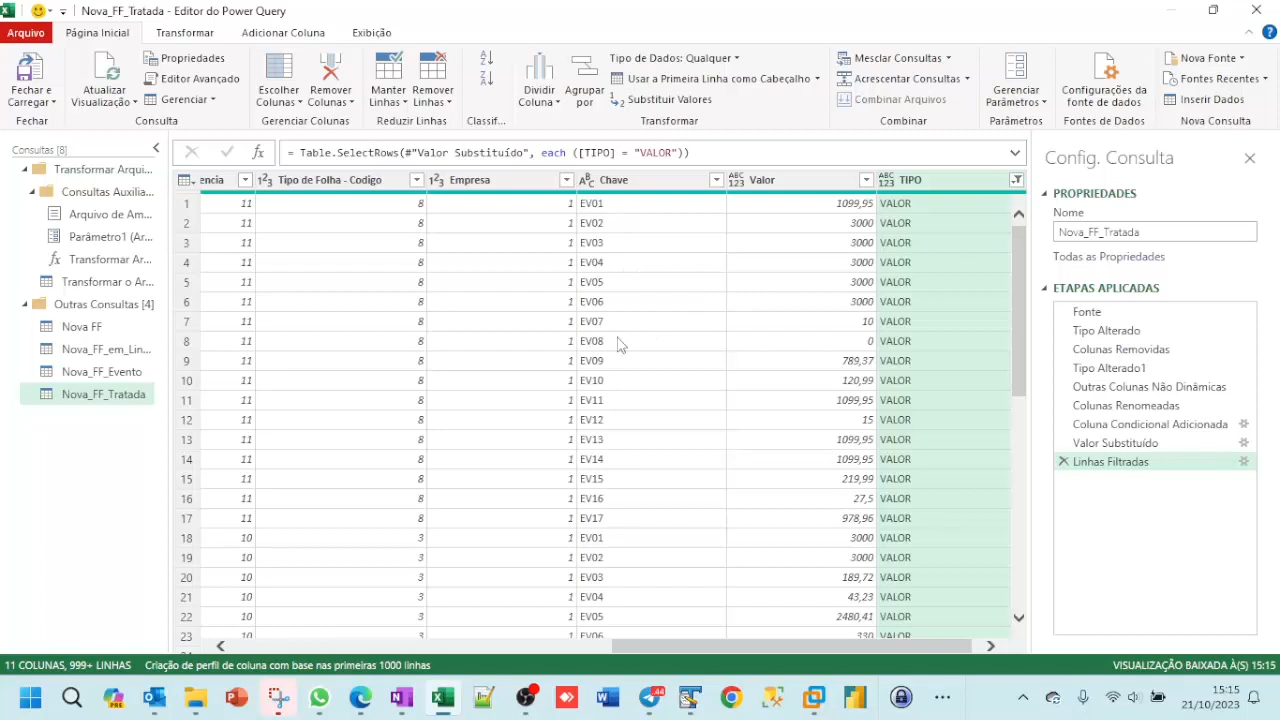 Nova_FF_Tratada - Editor do Power Query
Arquivo Página Inicial Transformar Adicionar Coluna Exibição
Fechar e Carregar
Fechar
Atualizar Visualização
Propriedades
Editor Avançado
Gerenciar
Consulta
Escolher Colunas
Remover Colunas
Gerenciar Colunas
Manter Linhas
Remover Linhas
Reduzir Linhas
Classif...
Dividir Coluna
Agrupar por
Tipo de Dados: Qualquer
Usar a Primeira Linha como Cabeçalho
Substituir Valores
Transformar
Mesclar Consultas
Acrescentar Consultas
Combinar Arquivos
Combinar
Gerenciar Parâmetros
Parâmetros
Configurações da fonte de dados
Fontes de Dados
Nova Fonte
Fontes Recentes
Inserir Dados
Nova Consulta
Consultas [8]
Transformar Arqui...
Consultas Auxilia...
Arquivo de Am...
Parâmetro1 (Ar...
Transformar Ar...
Transformar o Ar...
Outras Consultas [4]
Nova FF
Nova_FF_em_Lin...
Nova_FF_Evento
Nova_FF_Tratada
= Table.SelectRows(#"Valor Substituído", each ([TIPO] = "VALOR"))
encia Tipo de Folha - Codigo Empresa Chave Valor TIPO
1 11 8 1 EV01 1099,95 VALOR
2 11 8 1 EV02 3000 VALOR
3 11 8 1 EV03 3000 VALOR
4 11 8 1 EV04 3000 VALOR
5 11 8 1 EV05 3000 VALOR
6 11 8 1 EV06 3000 VALOR
7 11 8 1 EV07 10 VALOR
8 11 8 1 EV08 0 VALOR
9 11 8 1 EV09 789,37 VALOR
10 11 8 1 EV10 120,99 VALOR
11 11 8 1 EV11 1099,95 VALOR
12 11 8 1 EV12 15 VALOR
13 11 8 1 EV13 1099,95 VALOR
14 11 8 1 EV14 1099,95 VALOR
15 11 8 1 EV15 219,99 VALOR
16 11 8 1 EV16 27,5 VALOR
17 11 8 1 EV17 978,96 VALOR
18 10 3 1 EV01 3000 VALOR
19 10 3 1 EV02 3000 VALOR
20 10 3 1 EV03 189,72 VALOR
21 10 3 1 EV04 43,23 VALOR
22 10 3 1 EV05 2480,41 VALOR
23 10 3 1 EV06 330 VALOR
Config. Consulta
PROPRIEDADES
Nome
Nova_FF_Tratada
Todas as Propriedades
ETAPAS APLICADAS
Fonte
Tipo Alterado
Colunas Removidas
Tipo Alterado1
Outras Colunas Não Dinâmicas
Colunas Renomeadas
Coluna Condicional Adicionada
Valor Substituído
Linhas Filtradas
11 COLUNAS, 999+ LINHAS Criação de perfil de coluna com base nas primeiras 1000 linhas VISUALIZAÇÃO BAIXADA À(S) 15:15
44
15:15
21/10/2023